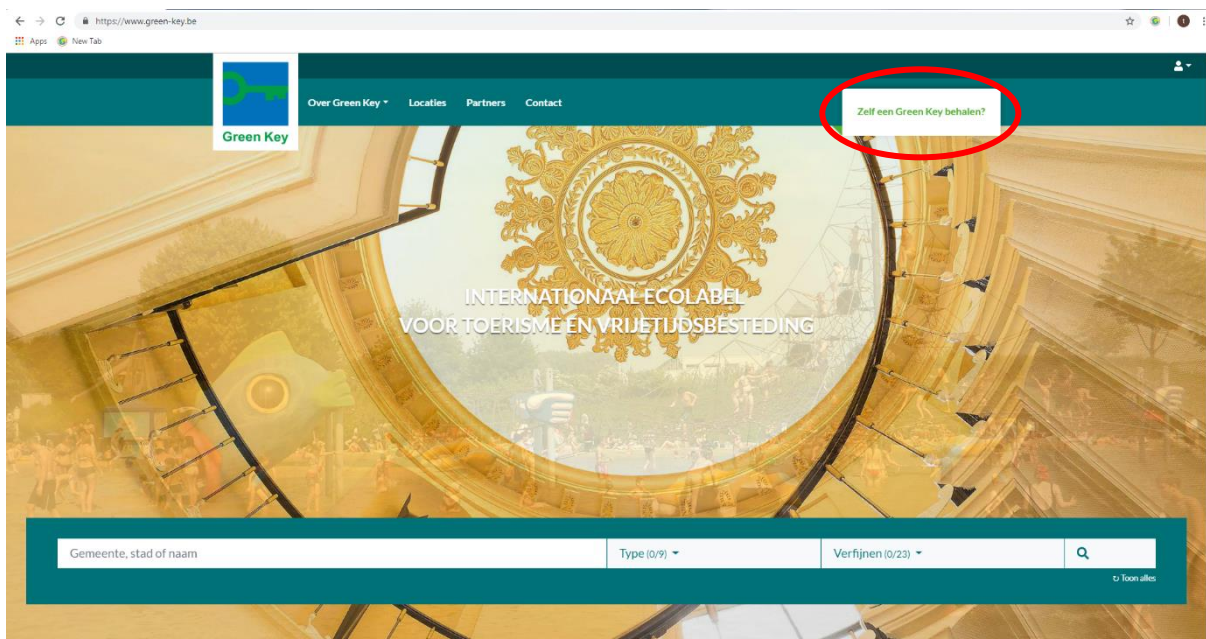 https://www.green-key.be
Apps New Tab
Over Green Key Locaties Partners Contact
Zelf een Green Key behalen?
Green Key
INTERNATIONAAL ECOLABEL
VOOR TOERISME EN VRIJETIJDSBESTEDING
Gemeente, stad of naam Type (0/9) Verfijnen (0/23)
↻ Toon alles